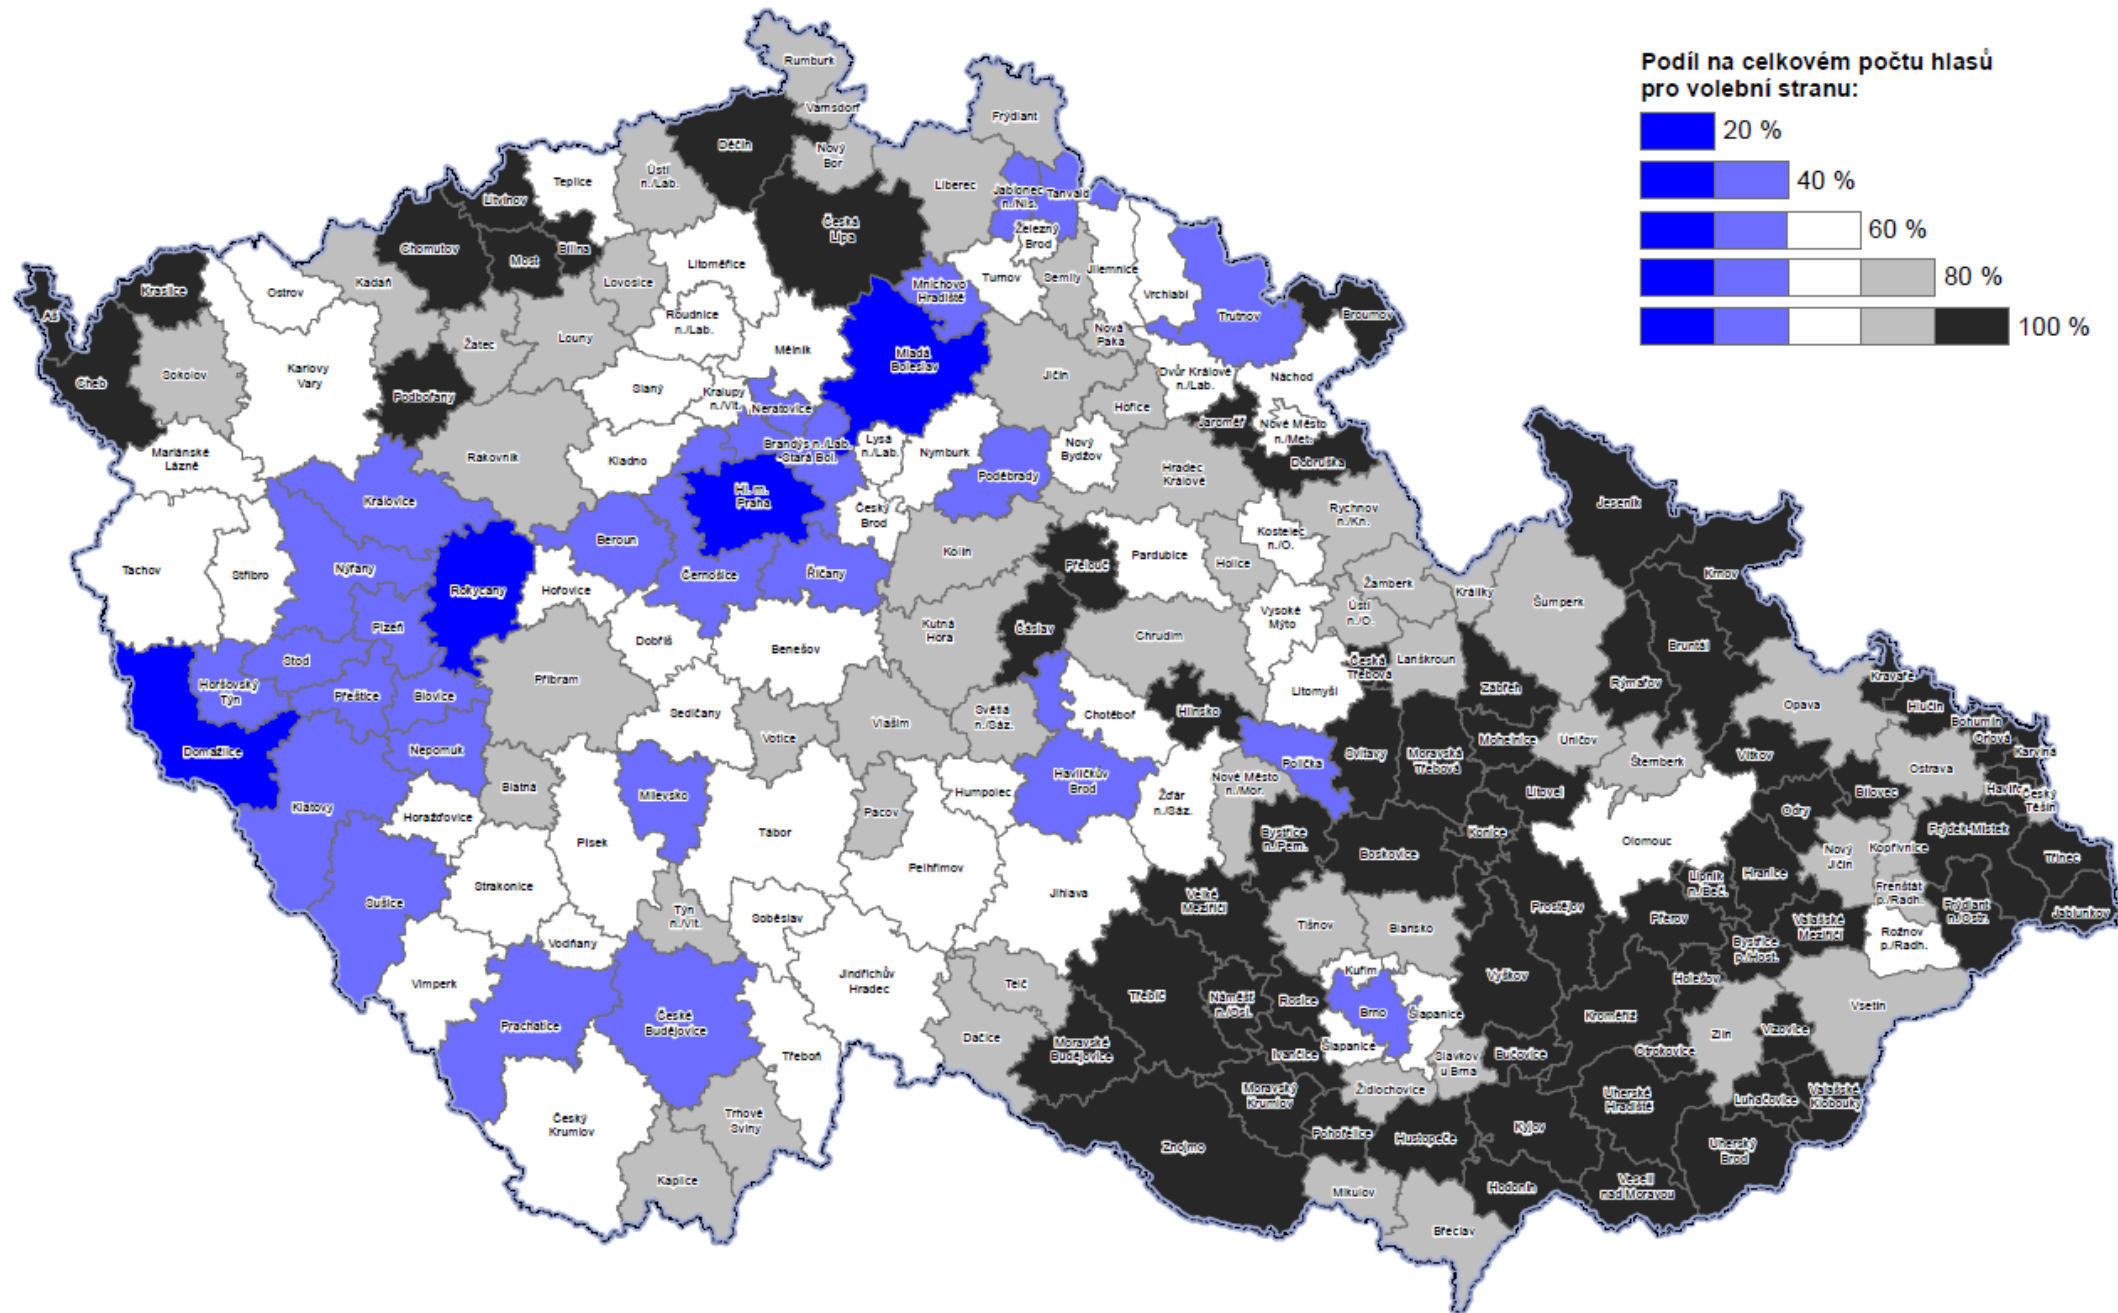 Podíl na celkovém počtu hlasů
pro volební stranu:
20 %
40 %
60 %
80 %
100 %
Rumburk
Varnsdorf
Frýdlant
Děčín
Nový
Bor
Teplice
Ústí
n./Lab.
Liberec
Jablonec
n./Nis.
Tanvald
Litvínov
Česká
Lípa
Železný
Brod
Chomutov
Most
Bílina
Litoměřice
Turnov
Semily
Jilemnice
Vrchlabí
Trutnov
Broumov
Aš
Kraslice
Ostrov
Kadaň
Lovosice
Mnichovo
Hradiště
Roudnice
n./Lab.
Nová
Paka
Cheb
Sokolov
Karlovy
Vary
Žatec
Louny
Mělník
Mladá
Boleslav
Jičín
Dvůr Králové
n./Lab.
Náchod
Podbořany
Slaný
Kralupy
n./Vlt.
Neratovice
Hořice
Jaroměř
Nové Město
n./Met.
Mariánské
Lázně
Rakovník
Kladno
Brandýs n./Lab.
-Stará Bol.
Lysá
n./Lab.
Nymburk
Poděbrady
Nový
Bydžov
Hradec
Králové
Dobruška
Kralovice
Hl. m.
Praha
Český
Brod
Rychnov
n./Kn.
Jeseník
Tachov
Stříbro
Nýřany
Rokycany
Beroun
Hořovice
Černošice
Říčany
Kolín
Přelouč
Pardubice
Holice
Kostelec
n./O.
Žamberk
Králíky
Šumperk
Krnov
Plzeň
Dobříš
Benešov
Kutná
Hora
Čáslav
Chrudim
Vysoké
Mýto
Ústí
n./O.
Bruntál
Horšovský
Týn
Stod
Přeštice
Blovice
Příbram
Sedlčany
Votice
Vlašim
Světlá
n./Sáz.
Chotěboř
Hlinsko
Litomyšl
Česká
Třebová
Lanškroun
Zábřeh
Rýmařov
Opava
Kravaře
Hlučín
Bohumín
Orlová
Karviná
Domažlice
Nepomuk
Klatovy
Blatná
Milevsko
Havlíčkův
Brod
Polička
Svitavy
Moravská
Třebová
Mohelnice
Uničov
Šternberk
Vítkov
Ostrava
Český
Těšín
Horažďovice
Písek
Tábor
Pacov
Humpolec
Žďár
n./Sáz.
Nové Město
n./Mor.
Bystřice
n./Pern.
Boskovice
Konice
Litovel
Olomouc
Odry
Bílovec
Frýdek-Místek
Třinec
Jablunkov
Sušice
Strakonice
Pelhřimov
Jihlava
Velké
Meziříčí
Tišnov
Blansko
Prostějov
Přerov
Lipník
n./Beč.
Hranice
Nový
Jičín
Kopřivnice
Frenštát
p./Radh.
Frýdlant
n./Ostr.
Týn
n./Vlt.
Soběslav
Vodňany
Vimperk
Prachatice
České
Budějovice
Jindřichův
Hradec
Třeboň
Telč
Dačice
Třebíč
Moravské
Budějovice
Náměšť
n./Osl.
Rosice
Ivančice
Kuřim
Brno
Šlapanice
Šlapanice
Slavkov
u Brna
Vyškov
Bučovice
Kroměříž
Holešov
Bystřice
p./Host.
Valašské
Meziříčí
Rožnov
p./Radh.
Vsetín
Otrokovice
Zlín
Vizovice
Český
Krumlov
Trhové
Sviny
Kaplice
Znojmo
Moravský
Krumlov
Židlochovice
Pohořelice
Hustopeče
Kyjov
Uherské
Hradiště
Luhačovice
Valašské
Klobouky
Uherský
Brod
Mikulov
Břeclav
Hodonín
Veselí
nad Moravou